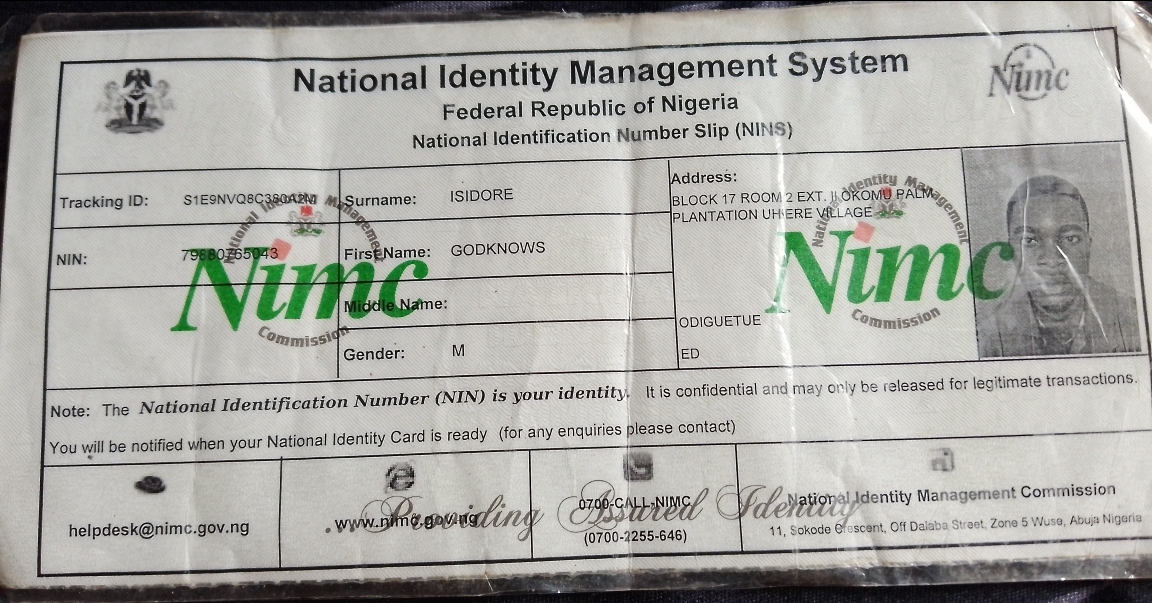 National Identity Management System
Federal Republic of Nigeria
National Identification Number Slip (NINS)
Nimc
Tracking ID:
Surname: ISIDORE
Address:
BLOCK 17 ROOM 2 EXT. OKOMU PALM
PLANTATION VILLAGE
NIN:
First Name: GODKNOWS
Middle Name:
Gender: M
ODIGUETUE
ED
National Identity Management
Nimc
Commission
National Identity Management
Nimc
Commission
Note: The National Identification Number (NIN) is your identity. It is confidential and may only be released for legitimate transactions.
You will be notified when your National Identity Card is ready (for any enquiries please contact)
helpdesk@nimc.gov.ng
www.nimc.gov.ng
0700-CALL-NIMC
(0700-2255-646)
National Identity Management Commission
11, Sokode Crescent, Off Dalaba Street, Zone 5 Wuse, Abuja Nigeria
Providing Assured Identity